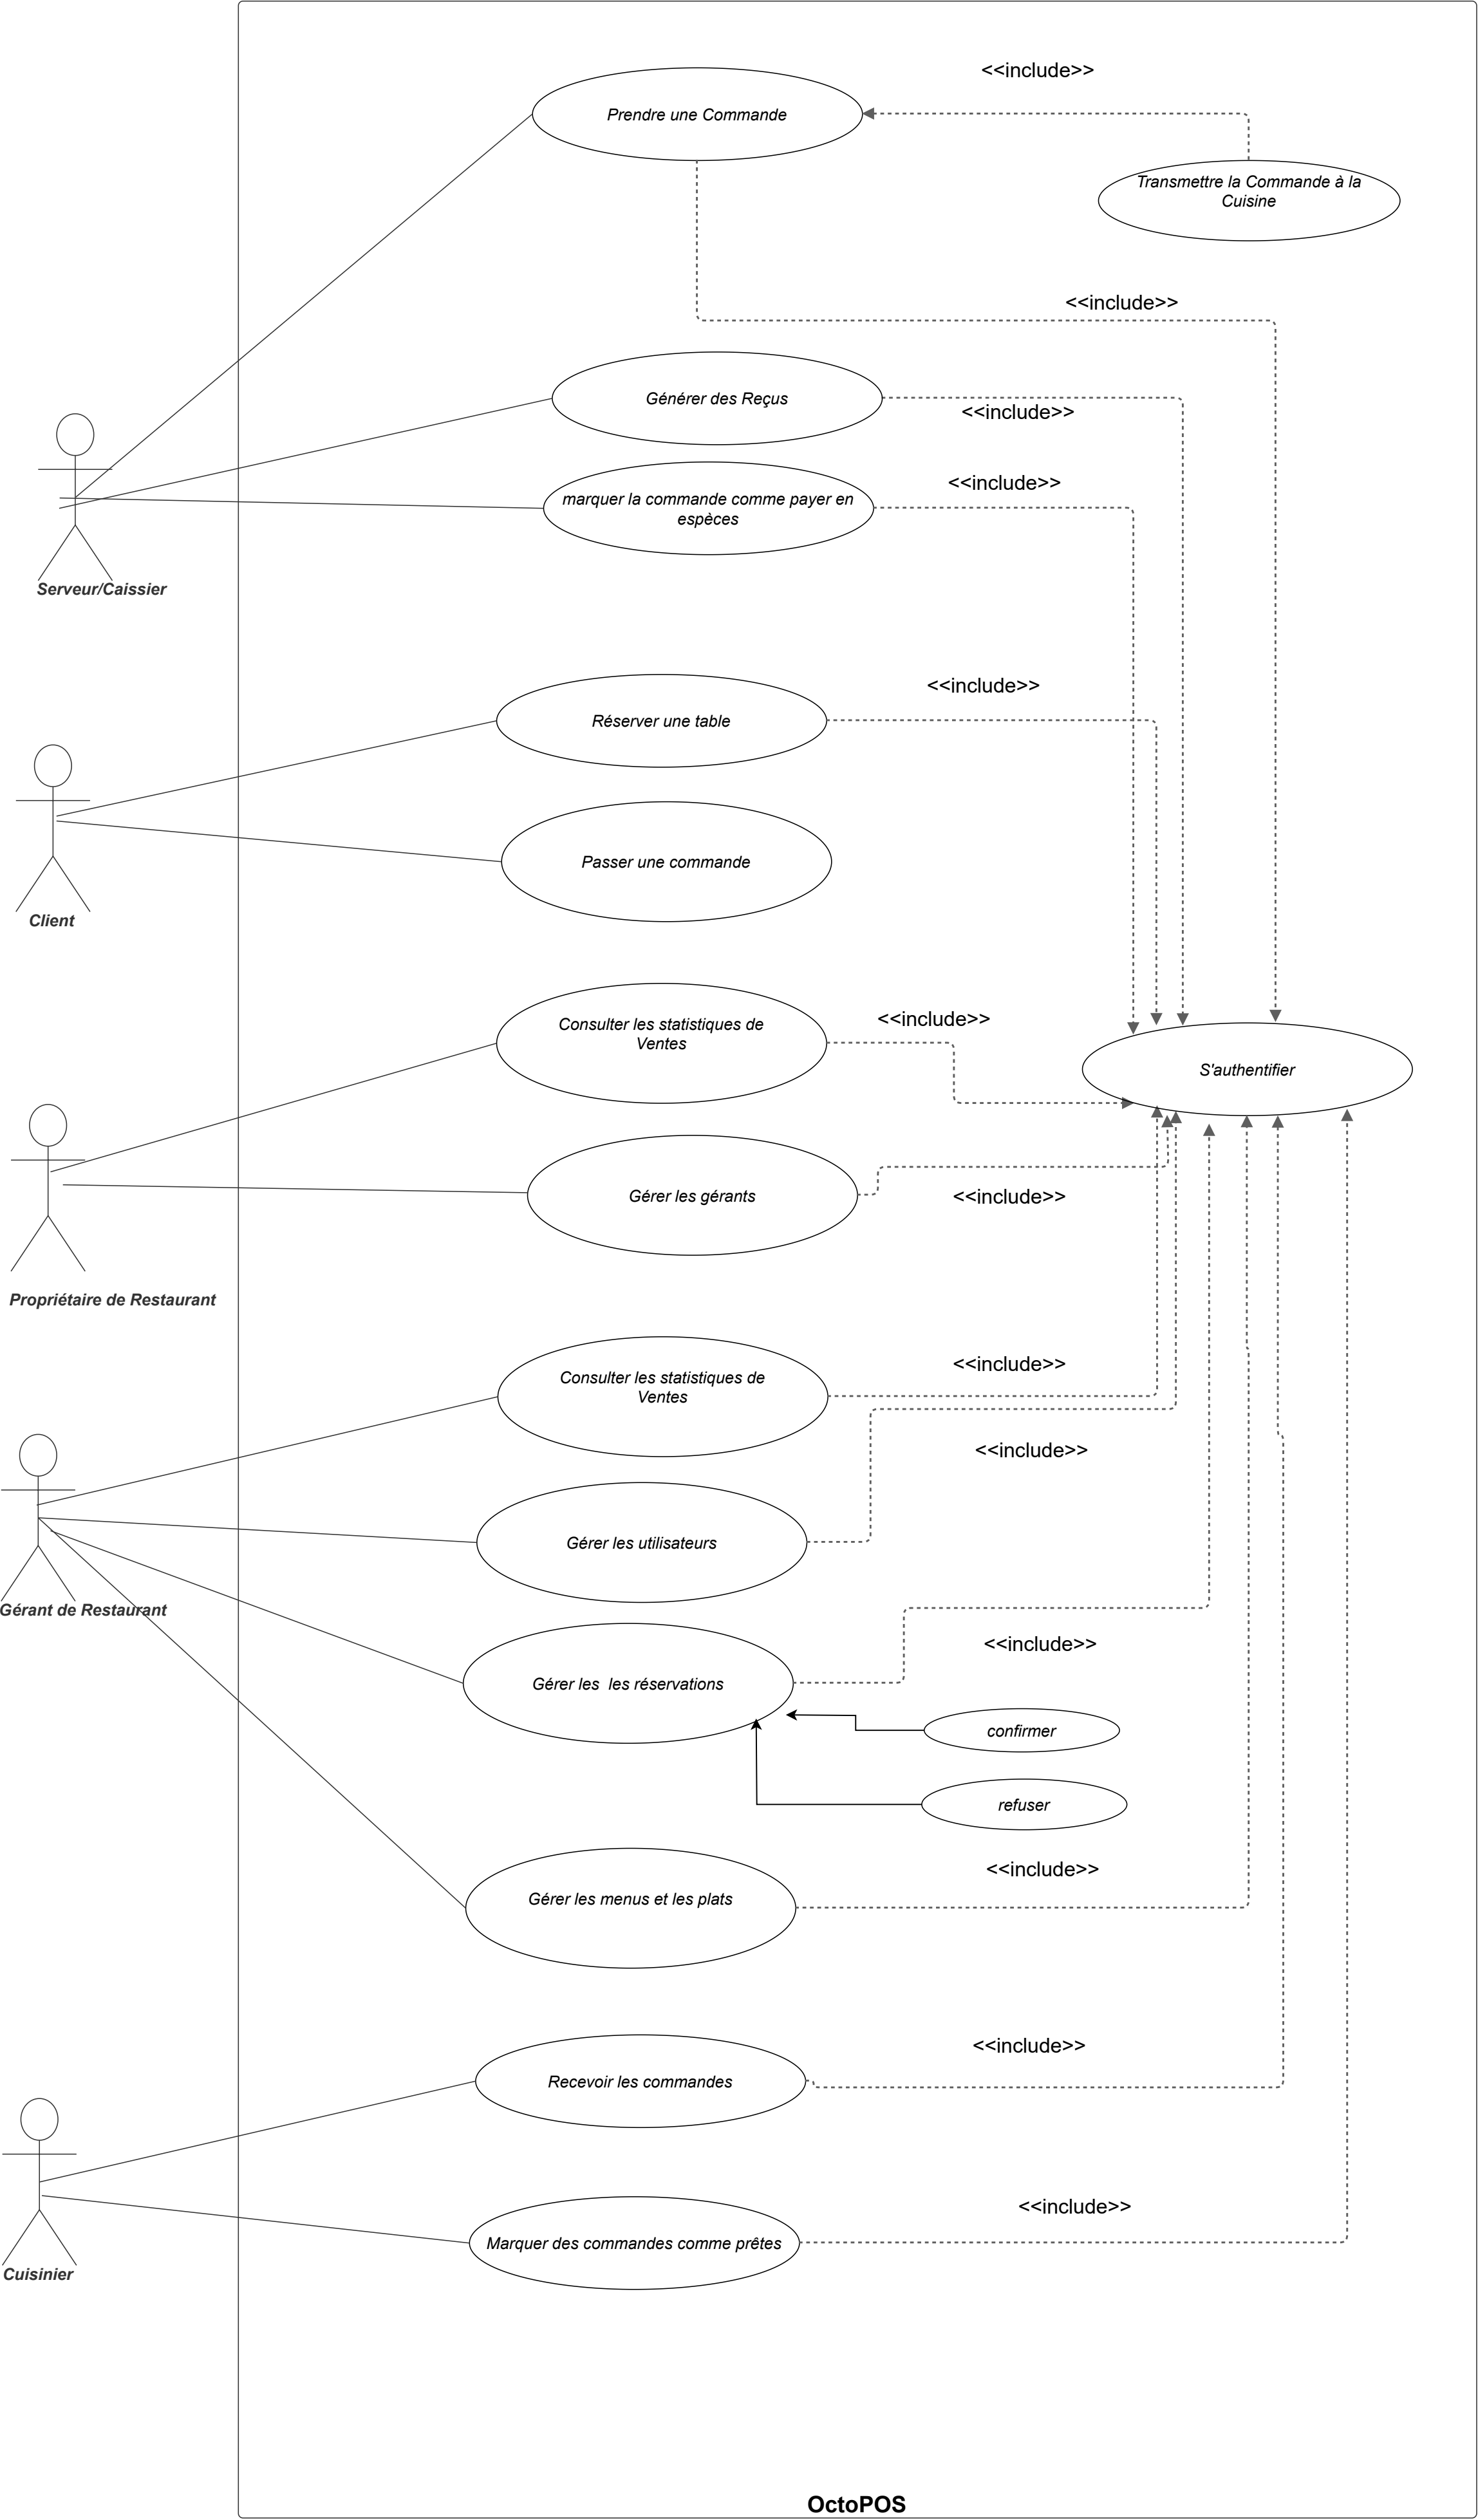 <<include>>
Prendre une Commande
Transmettre la Commande à la
Cuisine
<<include>>
Générer des Reçus
<<include>>
<<include>>
marquer la commande comme payer en
espèces
Serveur/Caissier
<<include>>
Réserver une table
Passer une commande
Client
<<include>>
Consulter les statistiques de
Ventes
S'authentifier
Gérer les gérants
<<include>>
Propriétaire de Restaurant
<<include>>
Consulter les statistiques de
Ventes
<<include>>
Gérer les utilisateurs
Gérant de Restaurant
<<include>>
Gérer les  les réservations
confirmer
refuser
<<include>>
Gérer les menus et les plats
<<include>>
Recevoir les commandes
<<include>>
Marquer des commandes comme prêtes
Cuisinier
OctoPOS